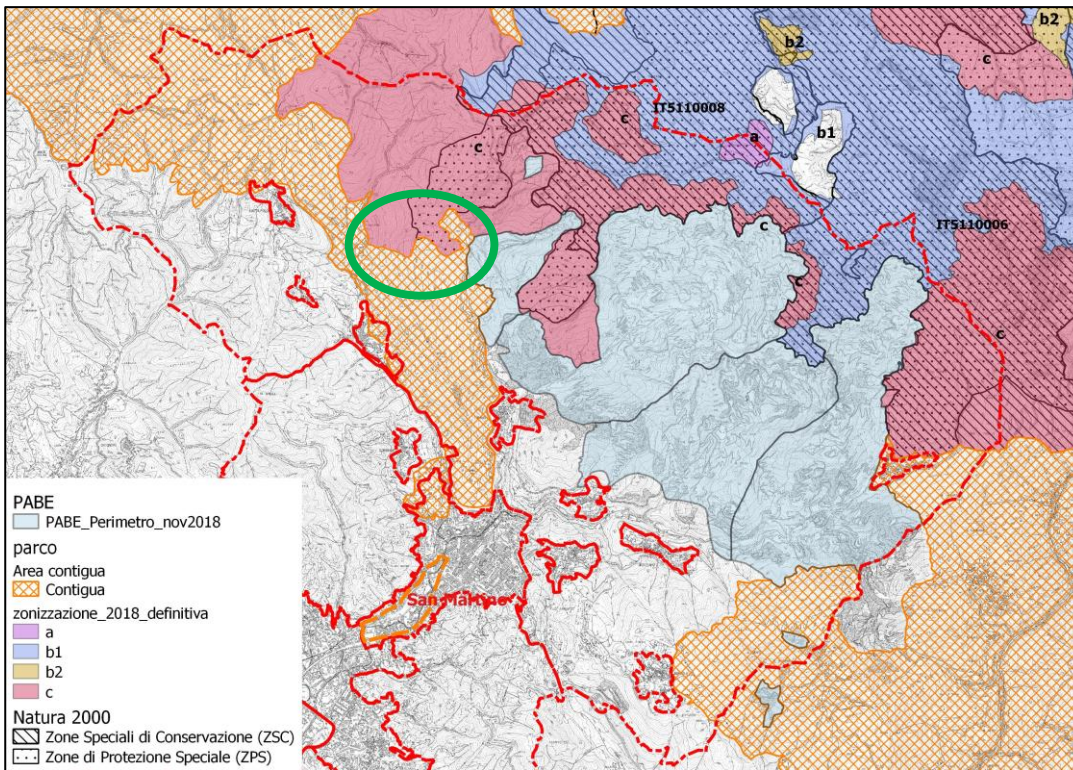 b2
b2
c
IT5110008
c
b1
a
c
IT5110006
c
c
c
San Martino
PABE
PABE_Perimetro_nov2018
parco
Area contigua
Contigua
zonizzazione_2018_definitiva
a
b1
b2
c
Natura 2000
Zone Speciali di Conservazione (ZSC)
Zone di Protezione Speciale (ZPS)